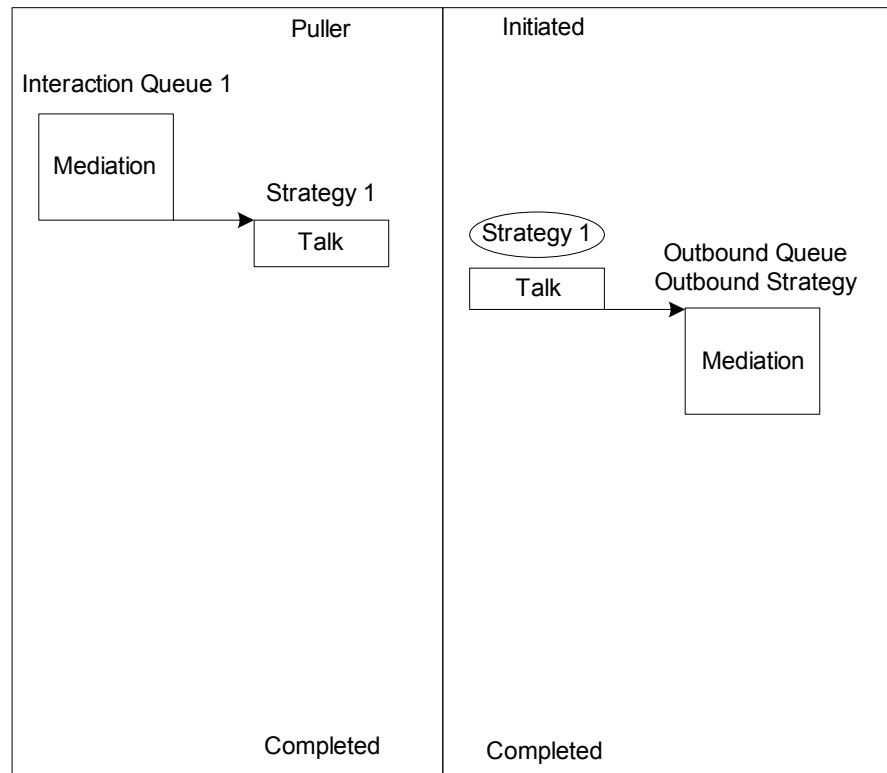 Puller
Interaction Queue 1
Mediation
Strategy 1
Talk
Completed
Initiated
Strategy 1
Talk
Outbound Queue
Outbound Strategy
Mediation
Completed